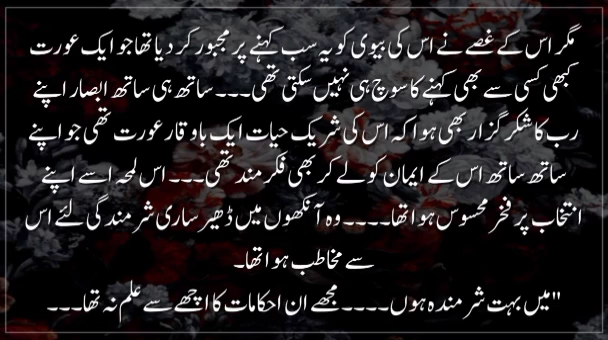 مگر اس کے غصے نے اس کی بیوی کو یہ سب کہنے پر مجبور کر دیا تھا جو ایک عورت
کبھی کسی سے بھی کہنے کا سوچ ہی نہیں سکتی تھی۔۔۔ ساتھ ہی ساتھ ابصار اپنے
رب کا شکر گزار بھی ہوا کہ اس کی شریک حیات ایک باوقار عورت تھی جو اپنے
ساتھ ساتھ اس کے ایمان کو لے کر بھی فکر مند تھی۔۔۔ اس لمحہ اسے اپنے
انتخاب پر فخر محسوس ہوا تھا۔۔۔۔ وہ آنکھوں میں ڈھیر ساری شرمندگی لئے اس
سے مخاطب ہوا تھا۔
"میں بہت شرمندہ ہوں۔۔۔۔ مجھے ان احکامات کا اچھے سے علم نہ تھا۔۔۔